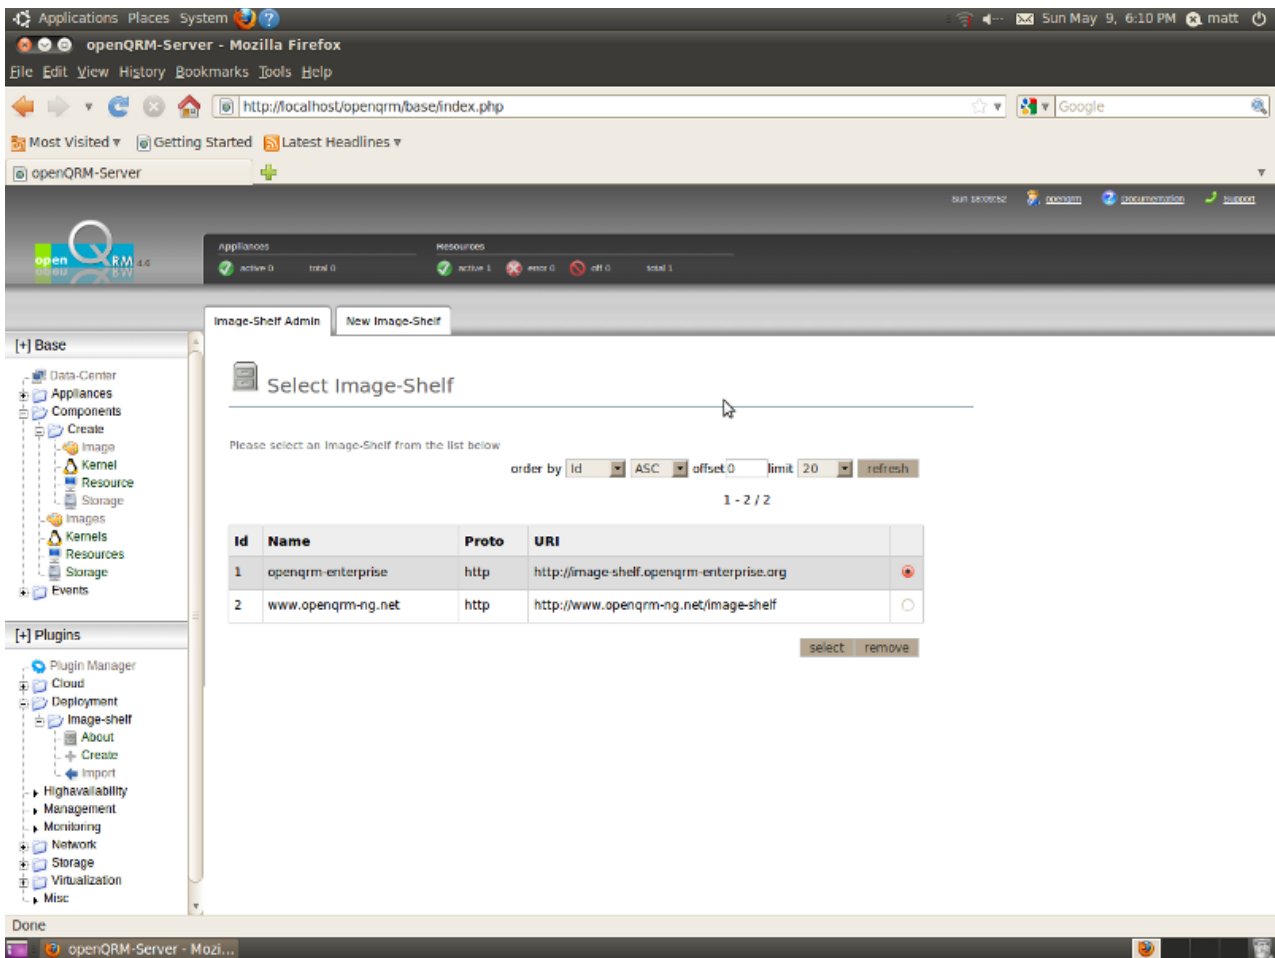 Applications Places System
Sun May 9, 6:10 PM matt
openQRM-Server - Mozilla Firefox
File Edit View History Bookmarks Tools Help
http://localhost/openqrm/base/index.php
Google
Most Visited Getting Started Latest Headlines
openQRM-Server
openqrm Documentation Support
open QRM 4.6
Appliances Resources
active 0 total 0 active 1 error 0 off 0 total 1
Image-Shelf Admin New Image-Shelf
[+] Base
Data-Center
Appliances
Components
Create
Image
Kernel
Resource
Storage
Images
Kernels
Resources
Storage
Events
[+] Plugins
Plugin Manager
Cloud
Deployment
Image-shelf
About
Create
Import
Highavailability
Management
Monitoring
Network
Storage
Virtualization
Misc
Select Image-Shelf
Please select an Image-Shelf from the list below
order by Id ASC offset 0 limit 20 refresh
1 - 2 / 2
Id Name Proto URI
1 openqrm-enterprise http http://image-shelf.openqrm-enterprise.org
2 www.openqrm-ng.net http http://www.openqrm-ng.net/image-shelf
select remove
Done
openQRM-Server - Mozi...